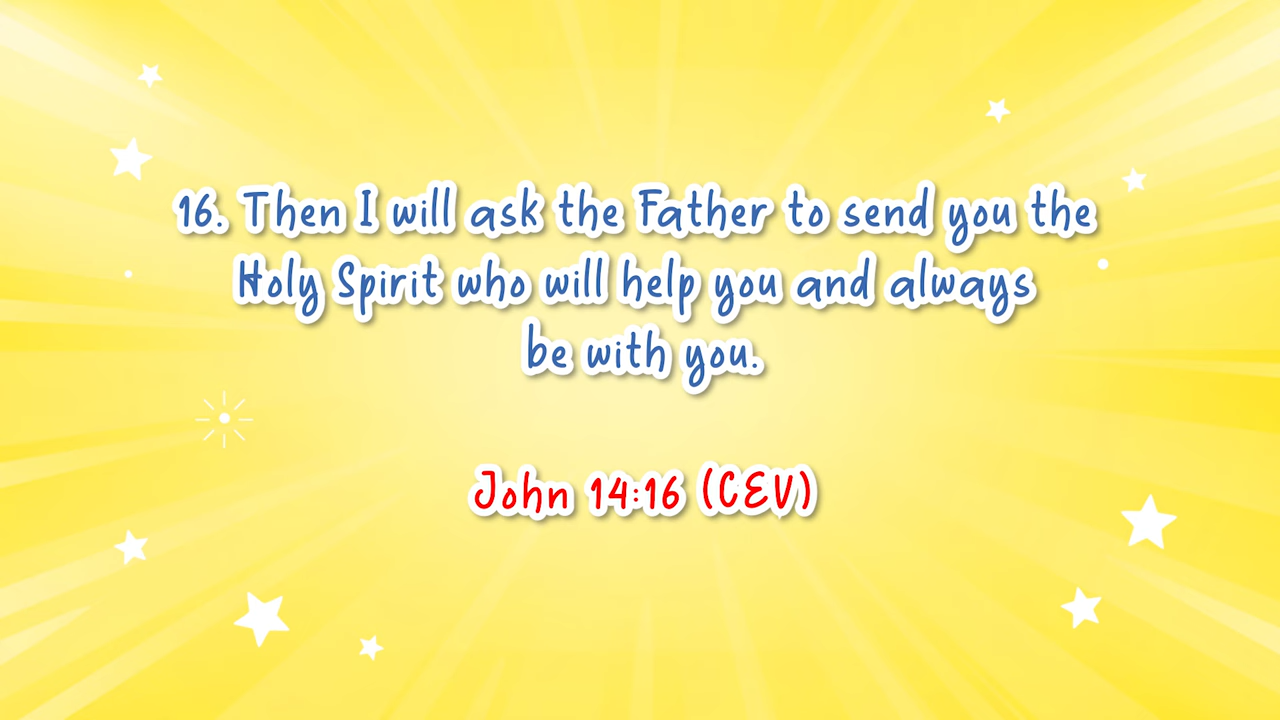 16. Then I will ask the Father to send you the
Holy Spirit who will help you and always
be with you.
John 14:16 (CEV)